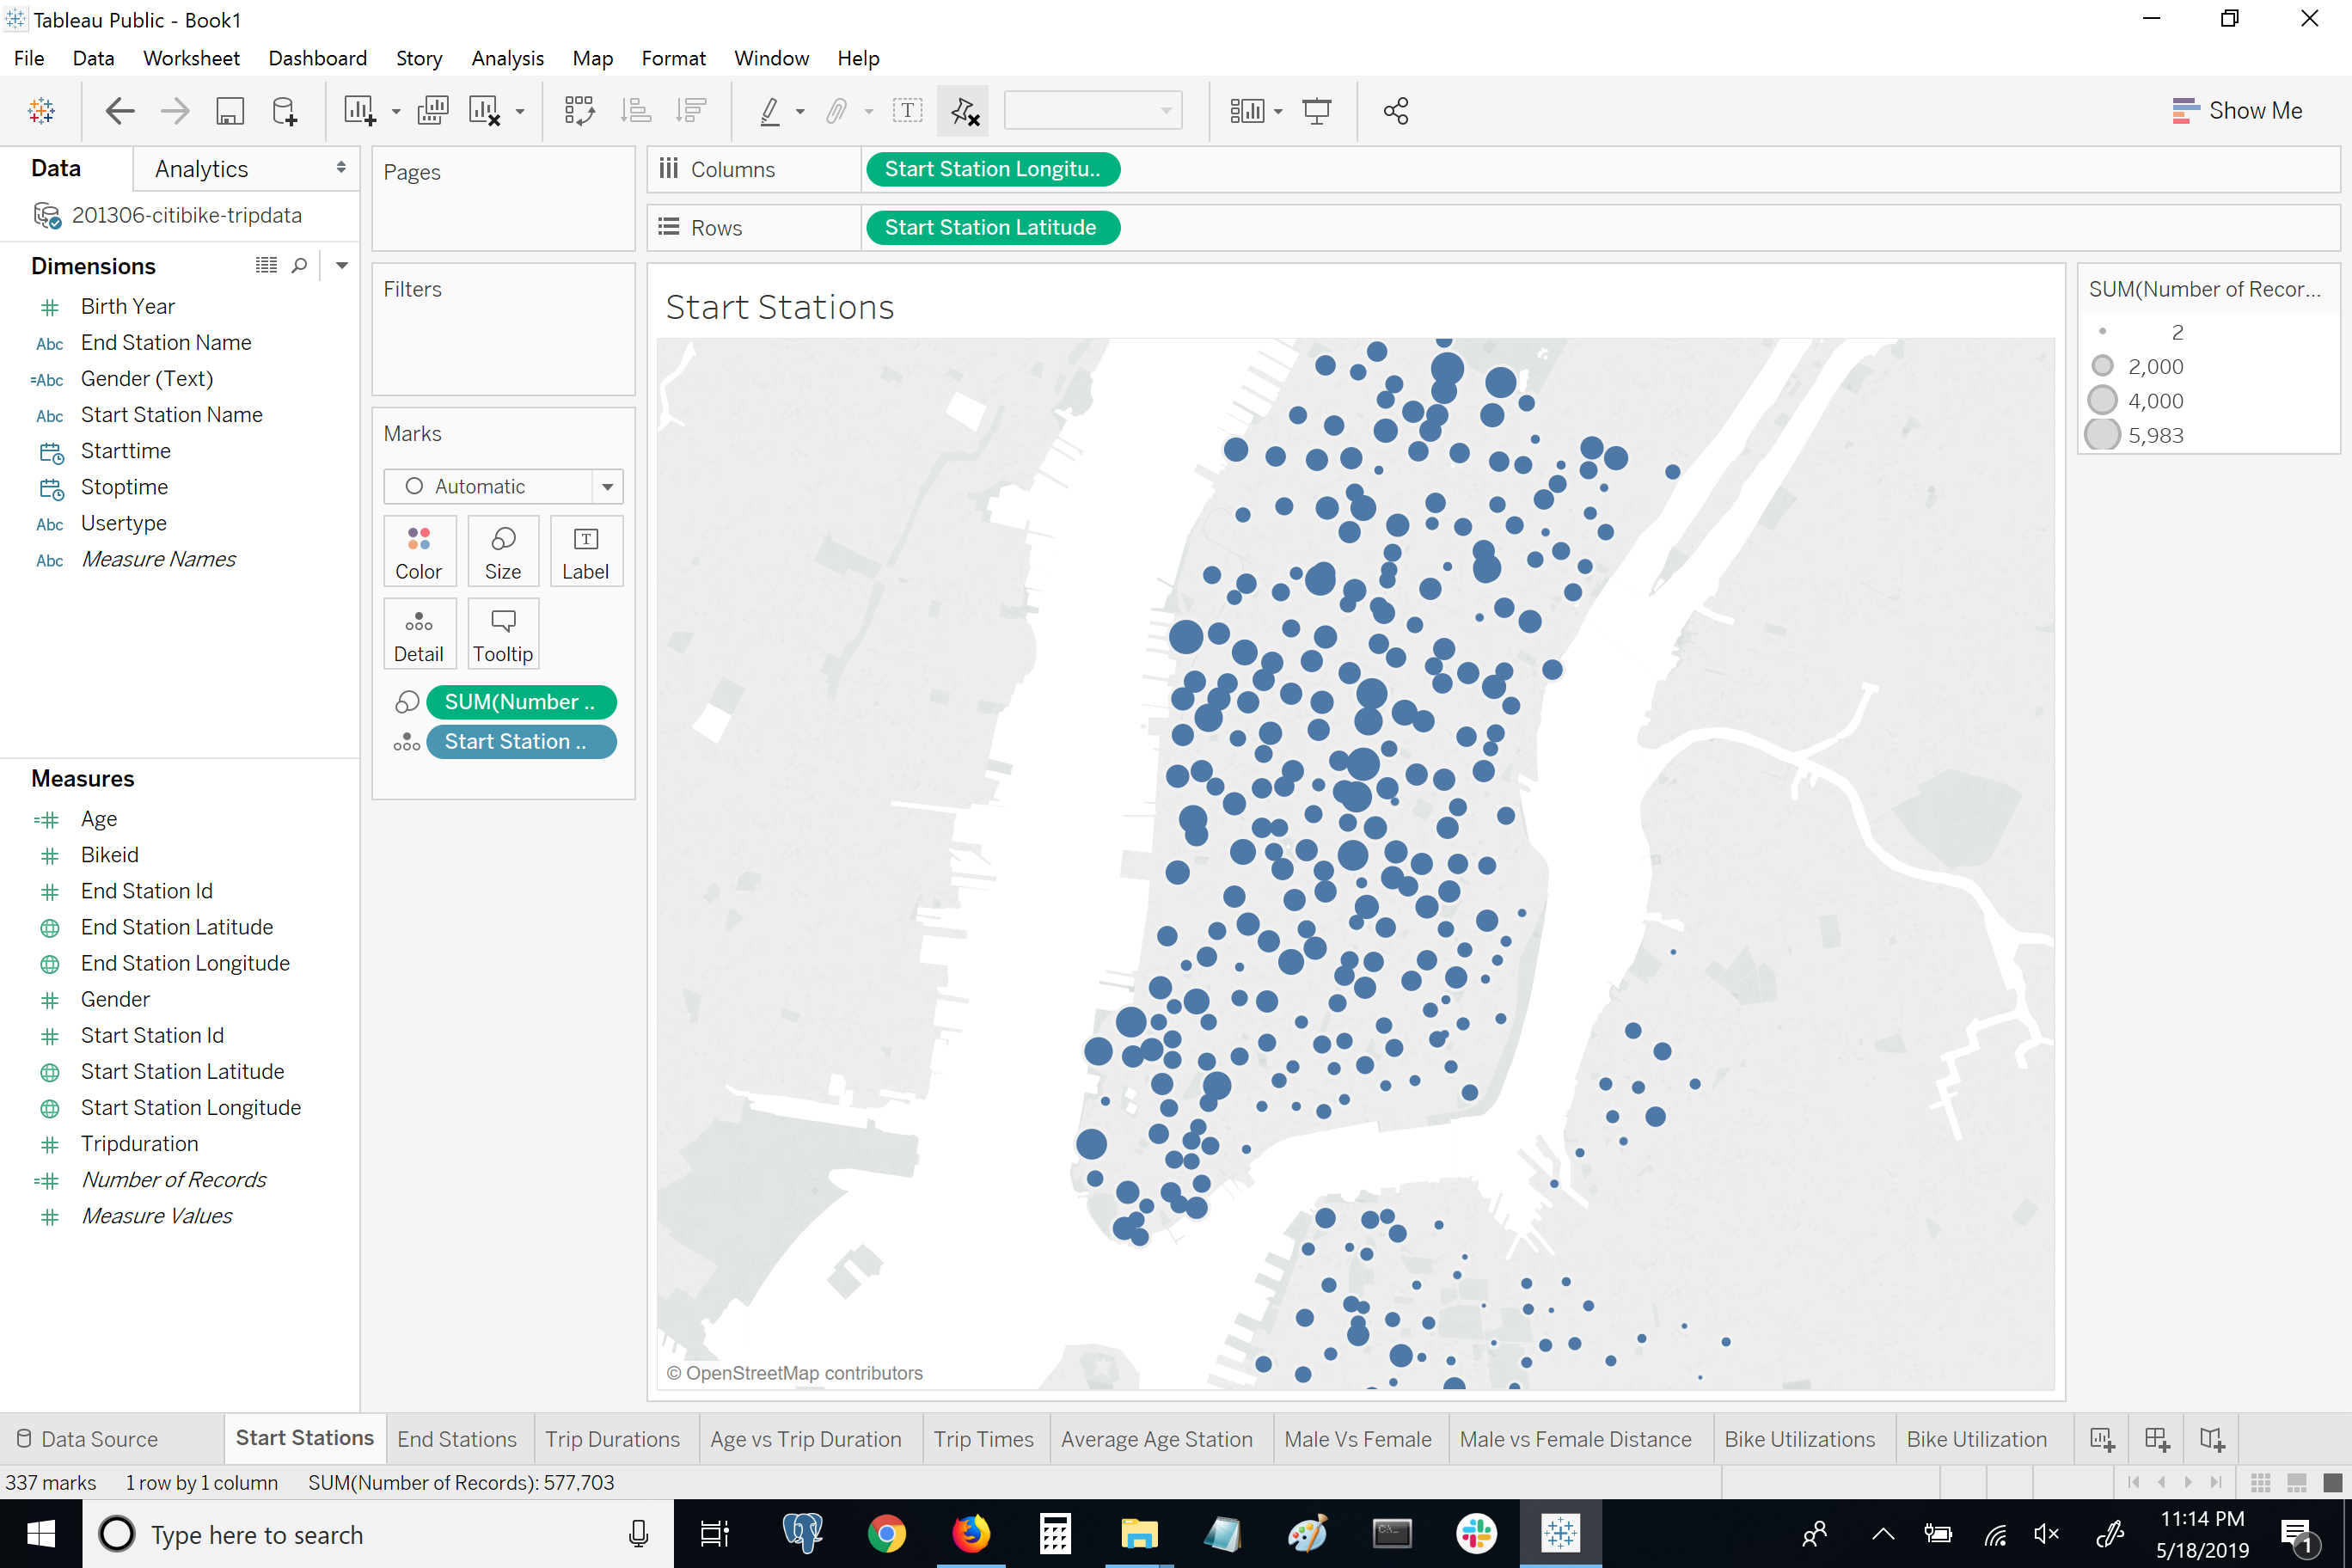 Tableau Public - Book1
File Data Worksheet Dashboard Story Analysis Map Format Window Help
Show Me
Data
Analytics
201306-citibike-tripdata
Dimensions
Birth Year
Abc End Station Name
=Abc Gender (Text)
Abc Start Station Name
Starttime
Stoptime
Abc Usertype
Abc Measure Names
Measures
Age
Bikeid
End Station Id
End Station Latitude
End Station Longitude
Gender
Start Station Id
Start Station Latitude
Start Station Longitude
Tripduration
Number of Records
Measure Values
Pages
Filters
Marks
Automatic
Color Size Label
Detail Tooltip
SUM(Number ..
Start Station ..
Columns Start Station Longitu..
Rows Start Station Latitude
Start Stations
© OpenStreetMap contributors
SUM(Number of Recor...
2
2,000
4,000
5,983
Data Source Start Stations End Stations Trip Durations Age vs Trip Duration Trip Times Average Age Station Male Vs Female Male vs Female Distance Bike Utilizations Bike Utilization
337 marks 1 row by 1 column SUM(Number of Records): 577,703
Type here to search
11:14 PM
5/18/2019
1